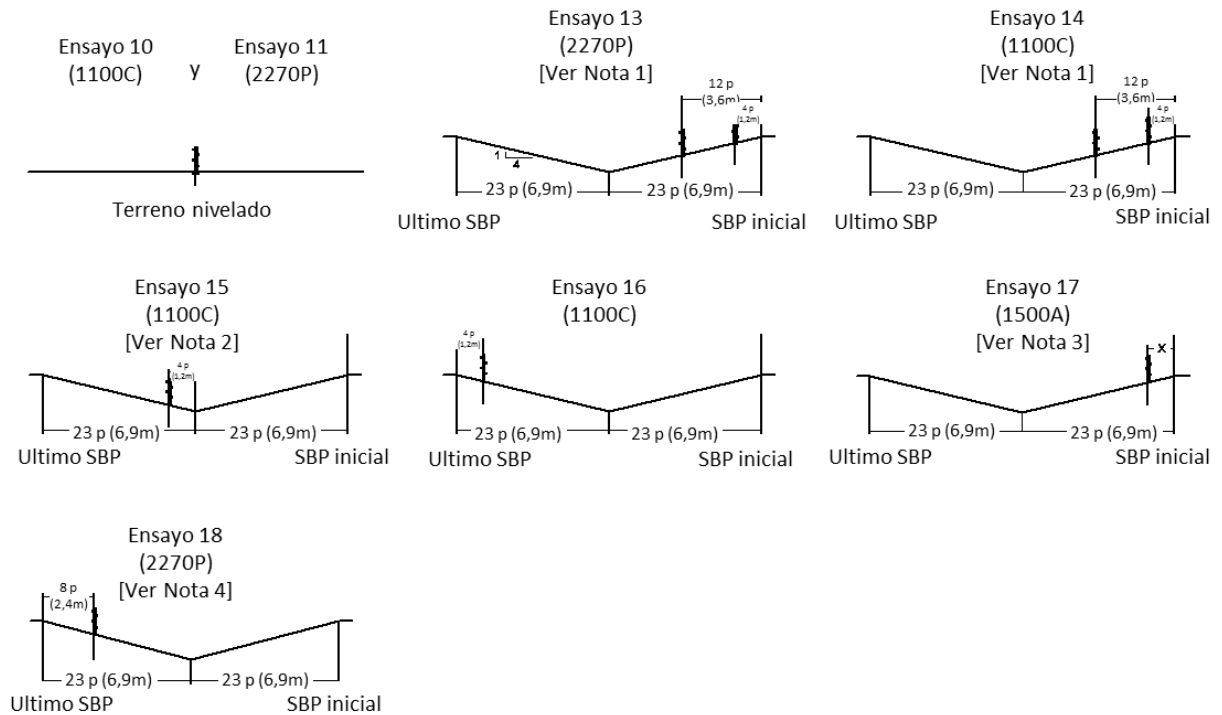 Ensayo 10
(1100C)
y
Ensayo 11
(2270P)
Terreno nivelado
Ensayo 13
(2270P)
[Ver Nota 1]
12 p
(3,6m)
4 p
(1,2m)
1
4
23 p (6,9m)
23 p (6,9m)
Ultimo SBP
SBP inicial
Ensayo 14
(1100C)
[Ver Nota 1]
12 p
(3,6m)
4 p
(1,2m)
23 p (6,9m)
23 p (6,9m)
Ultimo SBP
SBP inicial
Ensayo 15
(1100C)
[Ver Nota 2]
4 p
(1,2m)
23 p (6,9m)
23 p (6,9m)
Ultimo SBP
SBP inicial
Ensayo 16
(1100C)
4 p
(1,2m)
23 p (6,9m)
23 p (6,9m)
Ultimo SBP
SBP inicial
Ensayo 17
(1500A)
[Ver Nota 3]
X
23 p (6,9m)
23 p (6,9m)
Ultimo SBP
SBP inicial
Ensayo 18
(2270P)
[Ver Nota 4]
8 p
(2,4m)
23 p (6,9m)
23 p (6,9m)
Ultimo SBP
SBP inicial